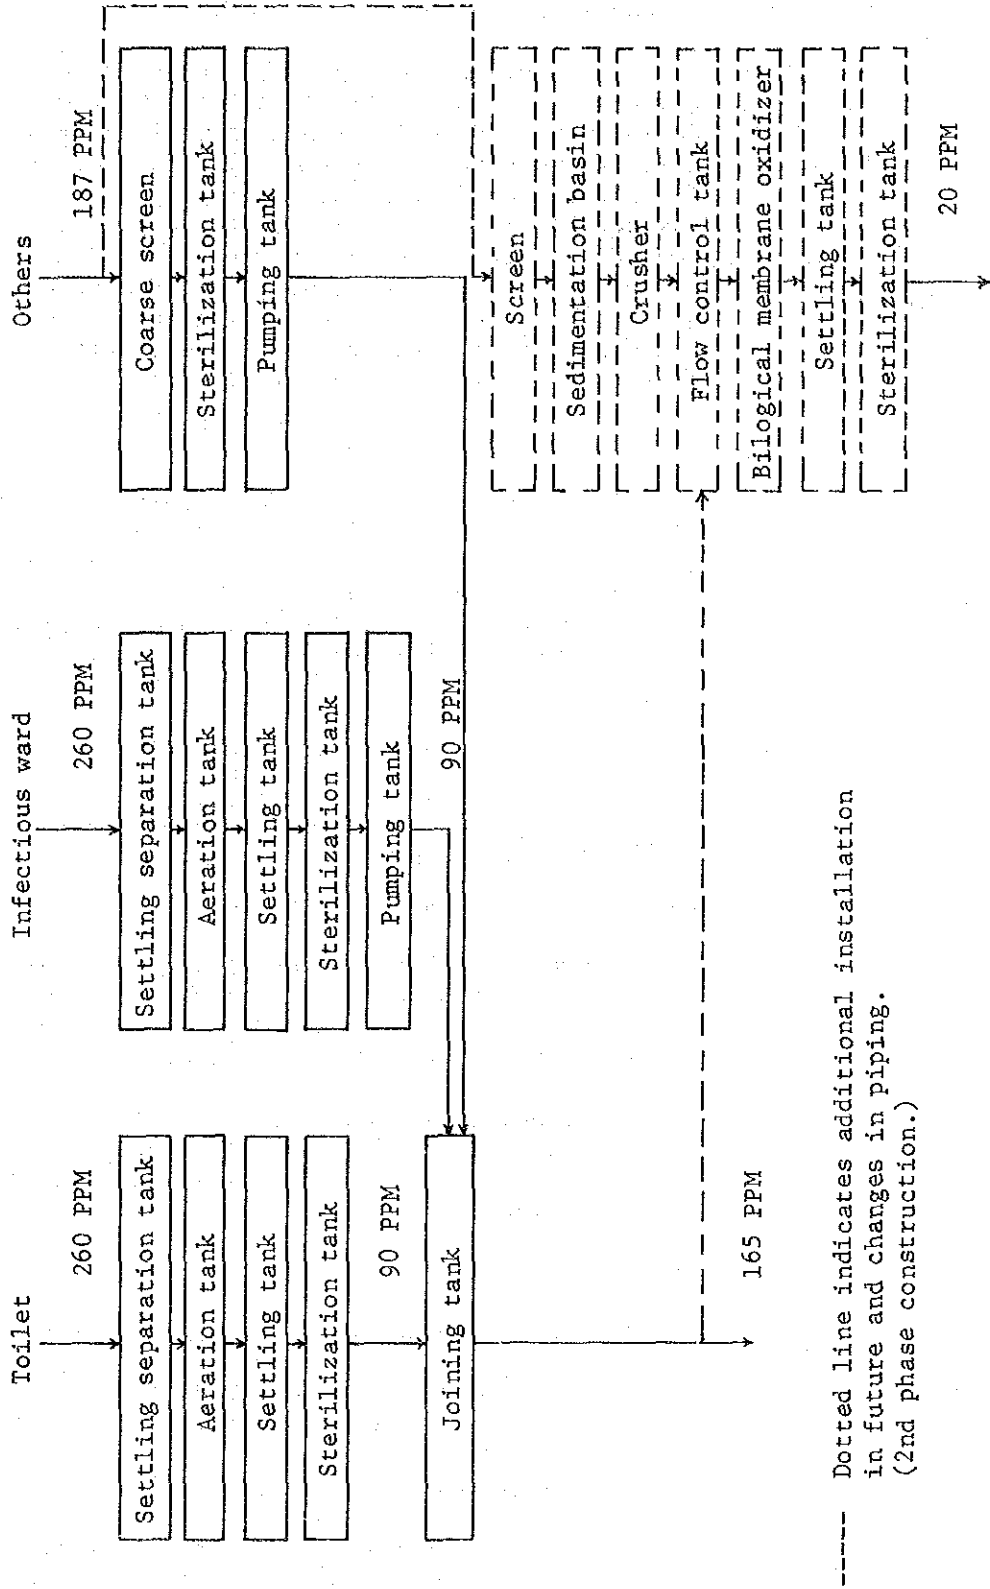 Toilet
260 PPM
Settling separation tank
Aeration tank
Settling tank
Sterilization tank
90 PPM
Joining tank
165 PPM
Infectious ward
260 PPM
Settling separation tank
Aeration tank
Settling tank
Sterilization tank
Pumping tank
90 PPM
Others
187 PPM
Coarse screen
Sterilization tank
Pumping tank
Screen
Sedimentation basin
Crusher
Flow control tank
Bilogical membrane oxidizer
Settling tank
Sterilization tank
20 PPM
Dotted line indicates additional installation
in future and changes in piping.
(2nd phase construction.)